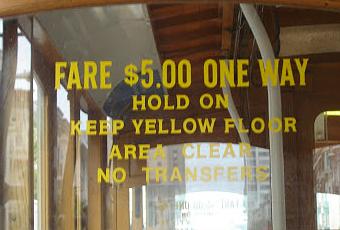 FARE $5.00 ONE WAY
HOLD ON
KEEP YELLOW FLOOR
AREA CLEAR
NO TRANSFERS